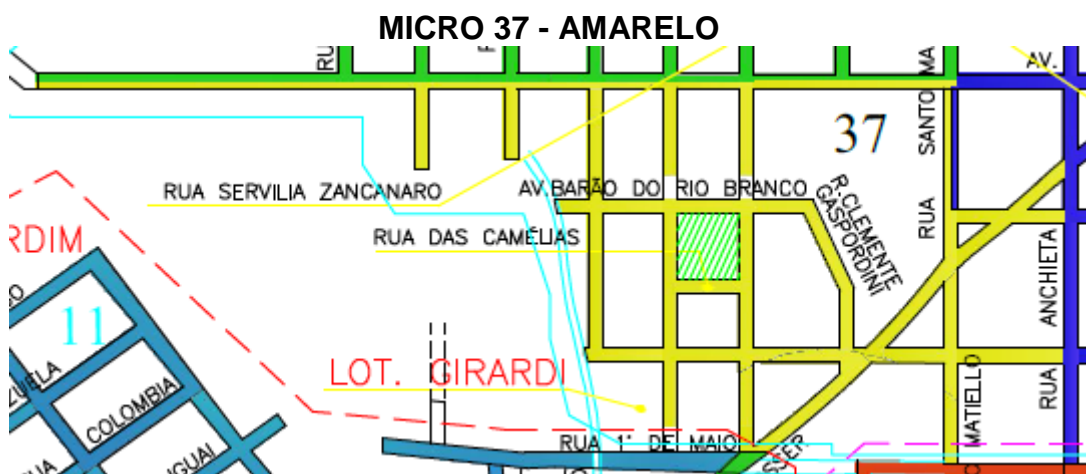 MICRO 37 - AMARELO
AV.
SANTO MA
37
RUA SERVILIA ZANCANARO
AV.BARÃO DO RIO BRANCO
R.CLEMENTE
GASPORDINI
RUA
RUA DAS CAMÉLIAS
RDIM
ANCHIETA
11
LOT. GIRARDI
RUA
MATIELLO
COLOMBIA
RUA 1° DE MAIO